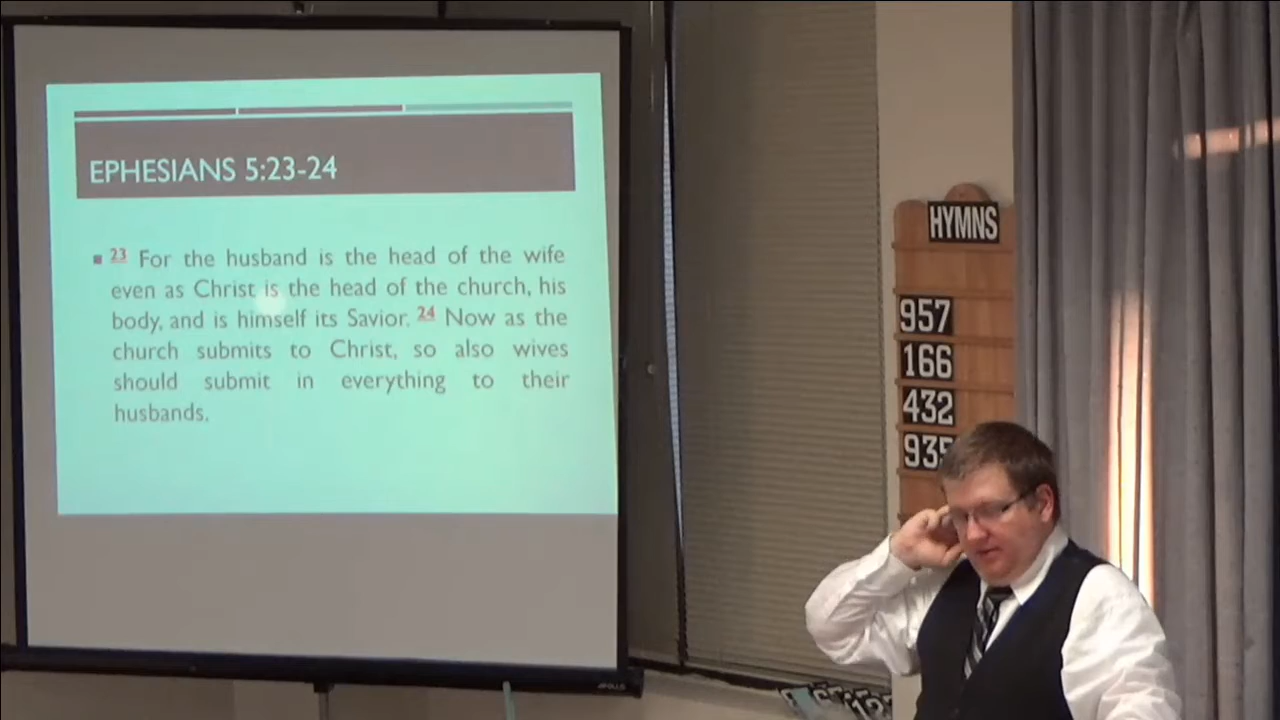 EPHESIANS 5:23-24
23 For the husband is the head of the wife
even as Christ is the head of the church, his
body, and is himself its Savior. 24 Now as the
church submits to Christ, so also wives
should submit in everything to their
husbands.
HYMNS
957
166
432
935
APOLLO